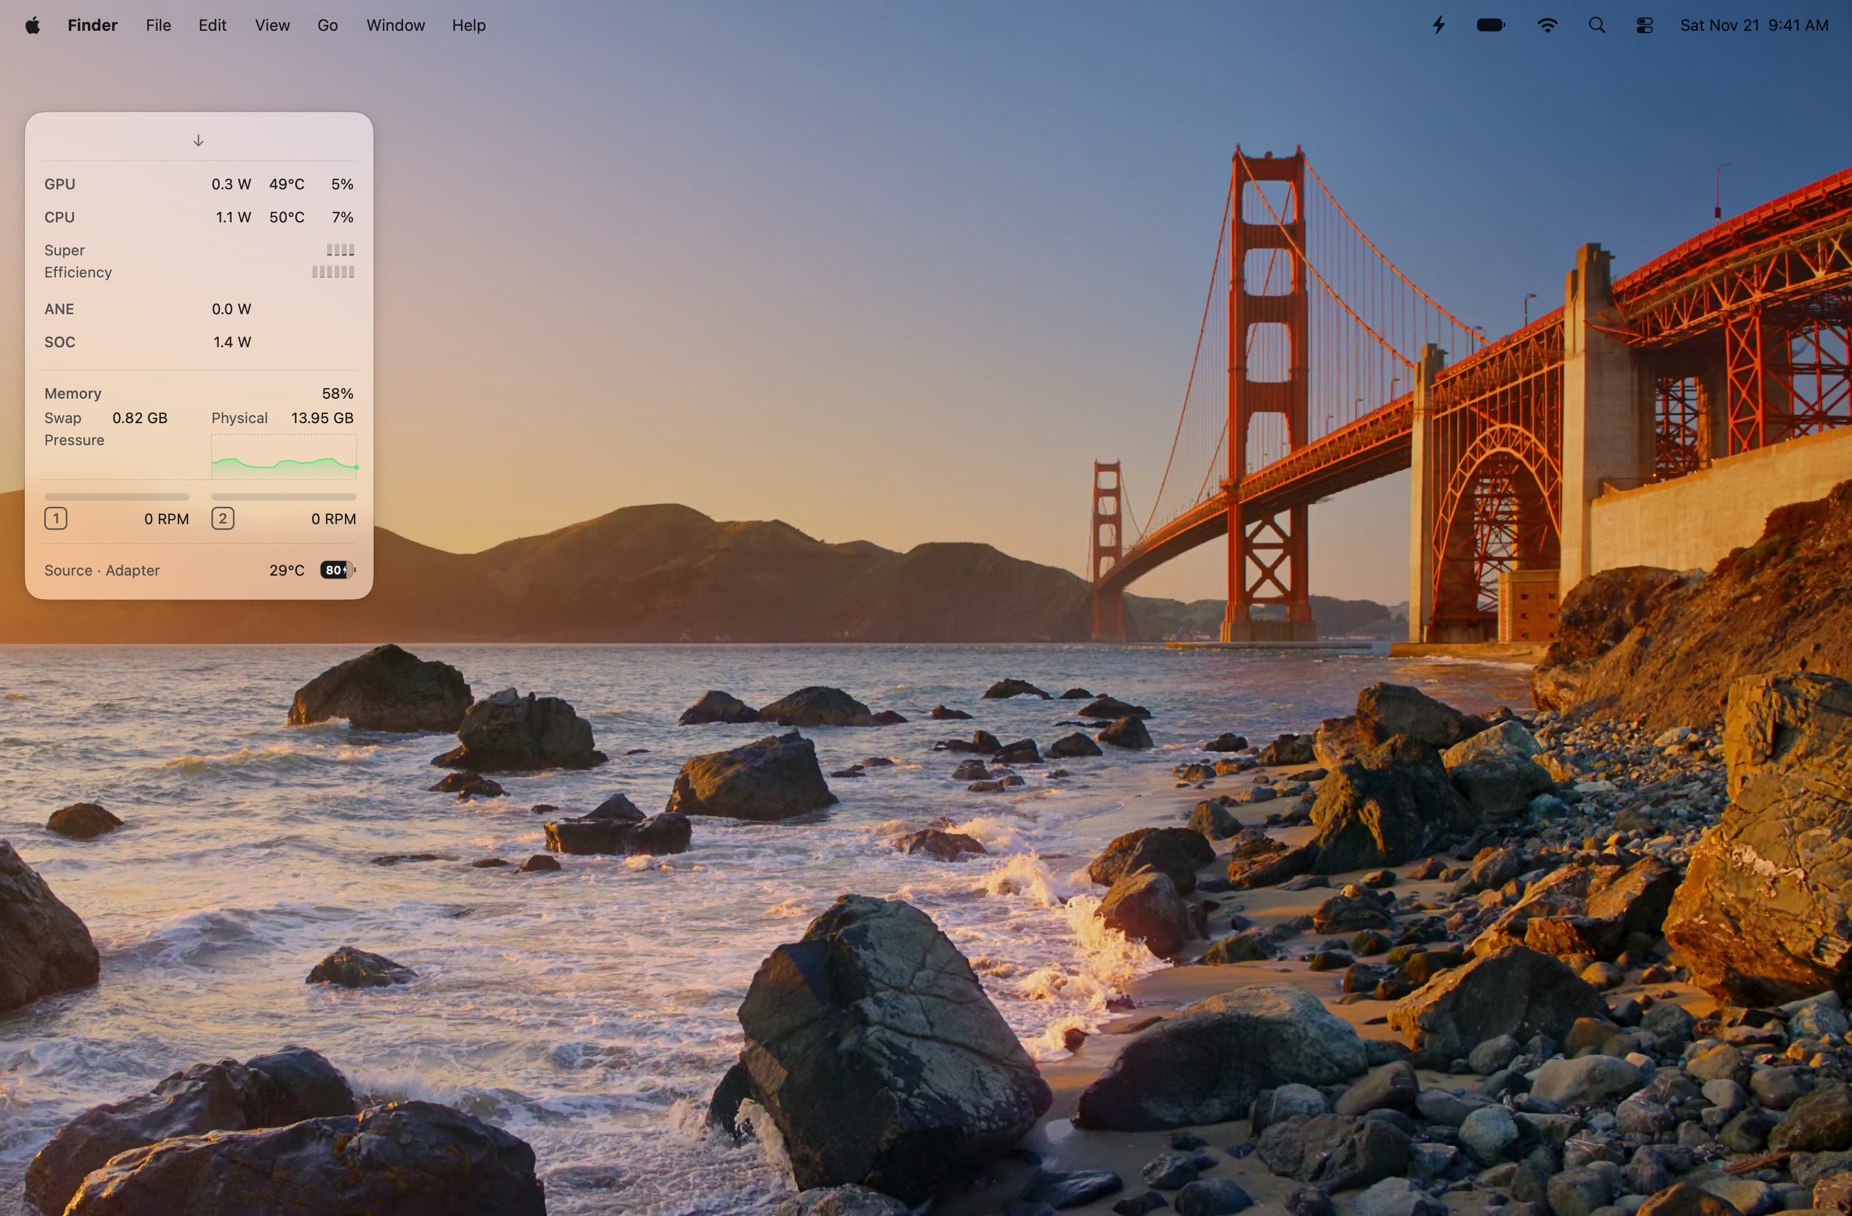 Finder File Edit View Go Window Help Sat Nov 21 9:41 AM
GPU 0.3 W 49°C 5%
CPU 1.1 W 50°C 7%
Super
Efficiency
ANE 0.0 W
SOC 1.4 W
Memory 58%
Swap 0.82 GB Physical 13.95 GB
Pressure
1 0 RPM 2 0 RPM
Source · Adapter 29°C 80